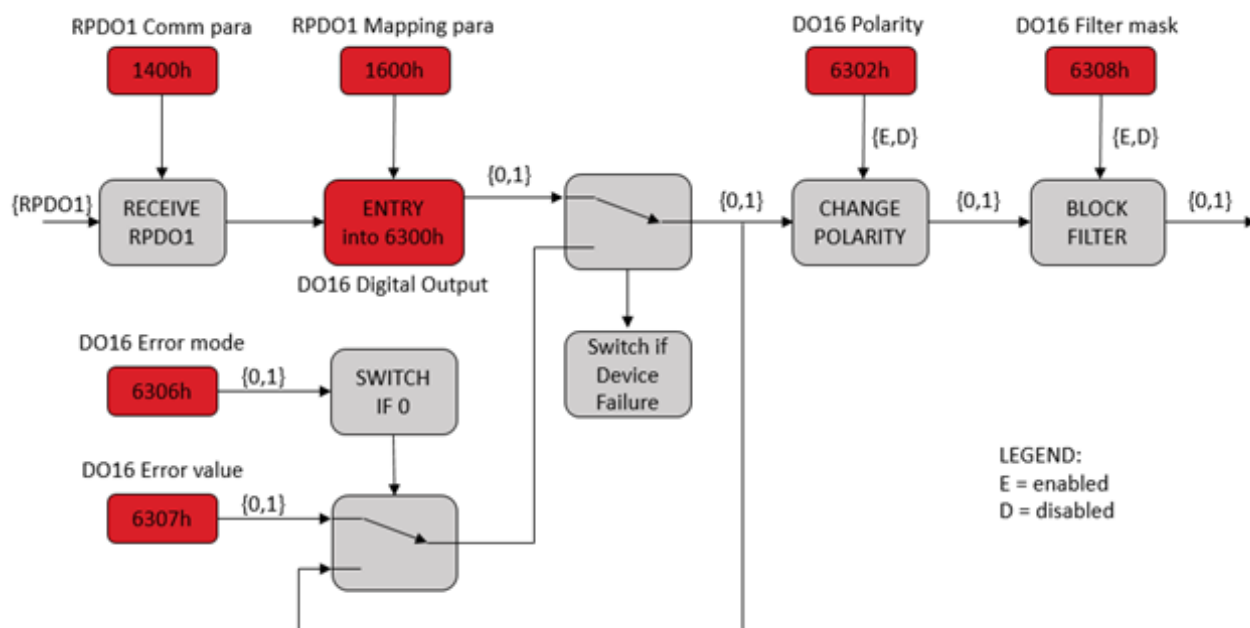 RPDO1 Comm para
RPDO1 Mapping para
DO16 Polarity
DO16 Filter mask
1400h
1600h
6302h
6308h
{E,D}
{E,D}
{RPDO1}
RECEIVE
RPDO1
ENTRY
into 6300h
{0,1}
{0,1}
CHANGE
POLARITY
{0,1}
BLOCK
FILTER
{0,1}
DO16 Digital Output
DO16 Error mode
6306h
{0,1}
SWITCH
IF 0
Switch if
Device
Failure
DO16 Error value
6307h
{0,1}
LEGEND:
E = enabled
D = disabled